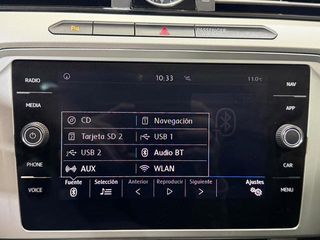 PASSENGER
RADIO
10:33
11.0
NAV
MEDIA
APP
CD
Navegación
Tarjeta SD 2
USB 1
USB 2
Audio BT
AUX
WLAN
PHONE
CAR
VOICE
Fuente
Selección
Anterior
Reproducir
Siguiente
Ajustes
MENU